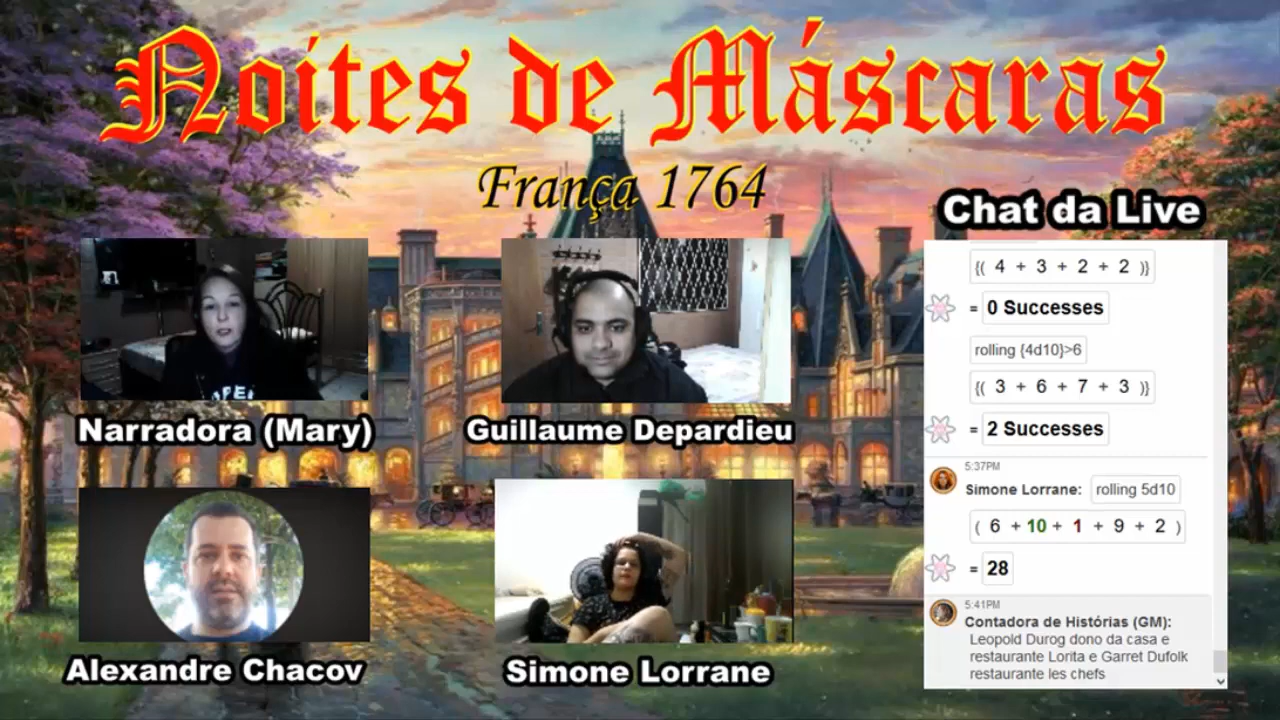 Noites de Máscaras
França 1764
Chat da Live
{( 4 + 3 + 2 + 2 )}
= 0 Successes
rolling {4d10}>6
{( 3 + 6 + 7 + 3 )}
= 2 Successes
5:37PM
Simone Lorrane: rolling 5d10
( 6 + 10 + 1 + 9 + 2 )
= 28
5:41PM
Contadora de Histórias (GM):
Leopold Durog dono da casa e
restaurante Lorita e Garret Dufolk
restaurante les chefs
Narradora (Mary)
Guillaume Depardieu
Alexandre Chacov
Simone Lorrane